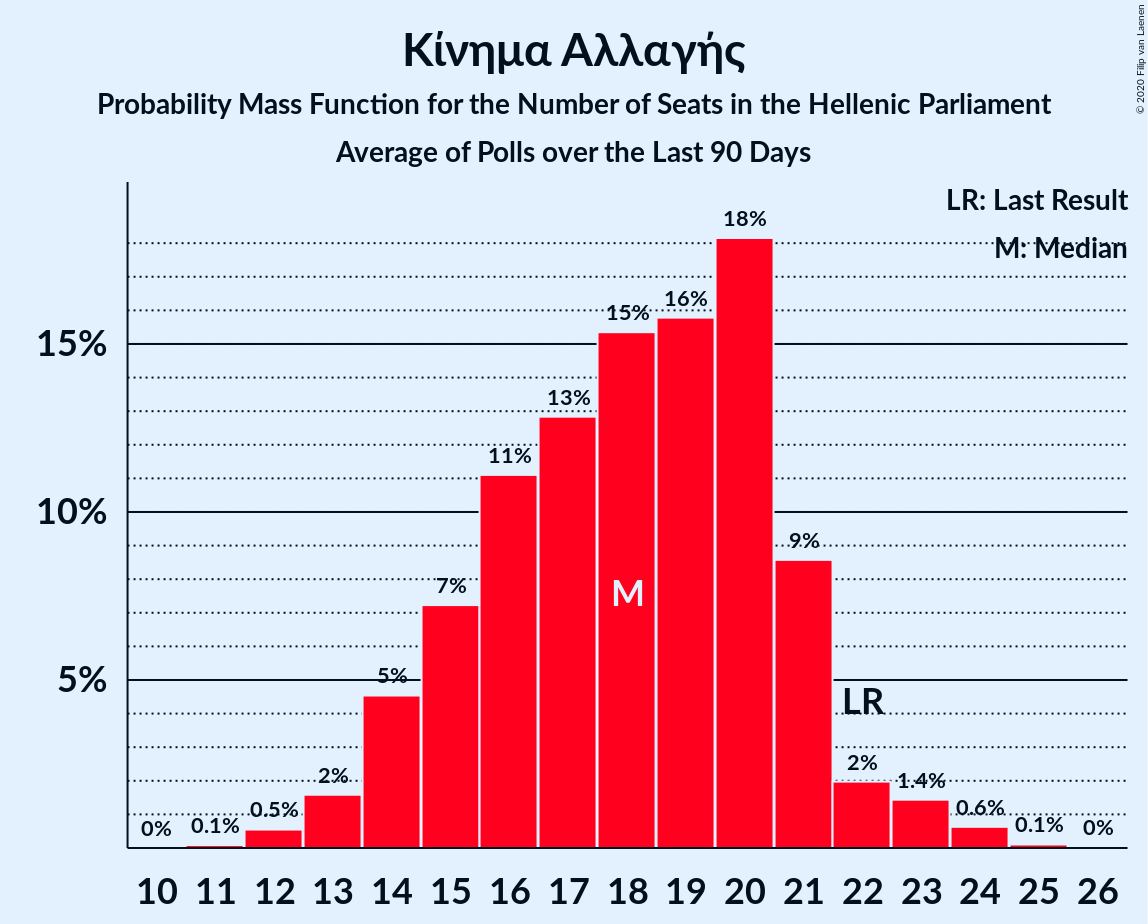 Κίνημα Αλλαγής
Probability Mass Function for the Number of Seats in the Hellenic Parliament
Average of Polls over the Last 90 Days
© 2020 Filip van Laenen
LR: Last Result
M: Median
18%
16%
15%
15%
13%
11%
10%
9%
M
7%
5%
5%
LR
2%
2%
1.4%
0.6%
0.5%
0.1%
0.1%
0%
0%
10 11 12 13 14 15 16 17 18 19 20 21 22 23 24 25 26